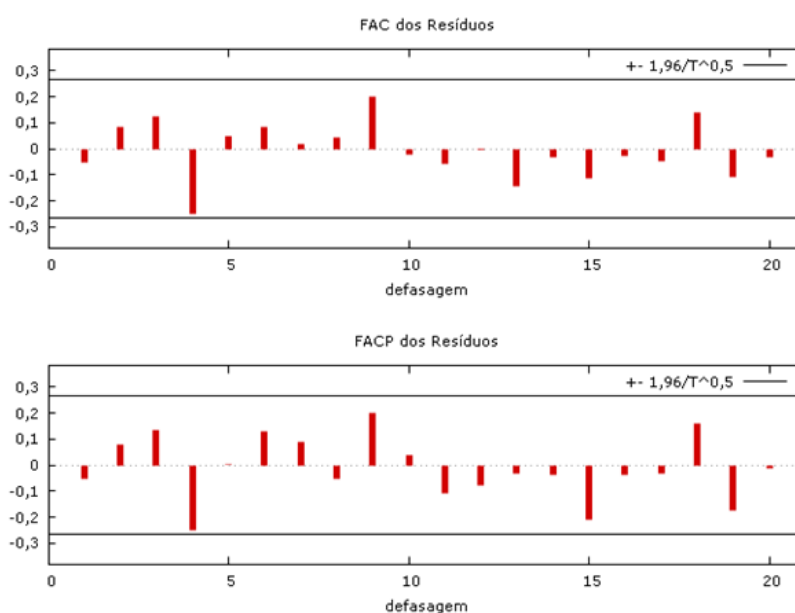 FAC dos Resíduos
+- 1,96/T^0,5
0,3
0,2
0,1
0
-0,1
-0,2
-0,3
0 5 10 15 20
defasagem
FACP dos Resíduos
+- 1,96/T^0,5
0,3
0,2
0,1
0
-0,1
-0,2
-0,3
0 5 10 15 20
defasagem